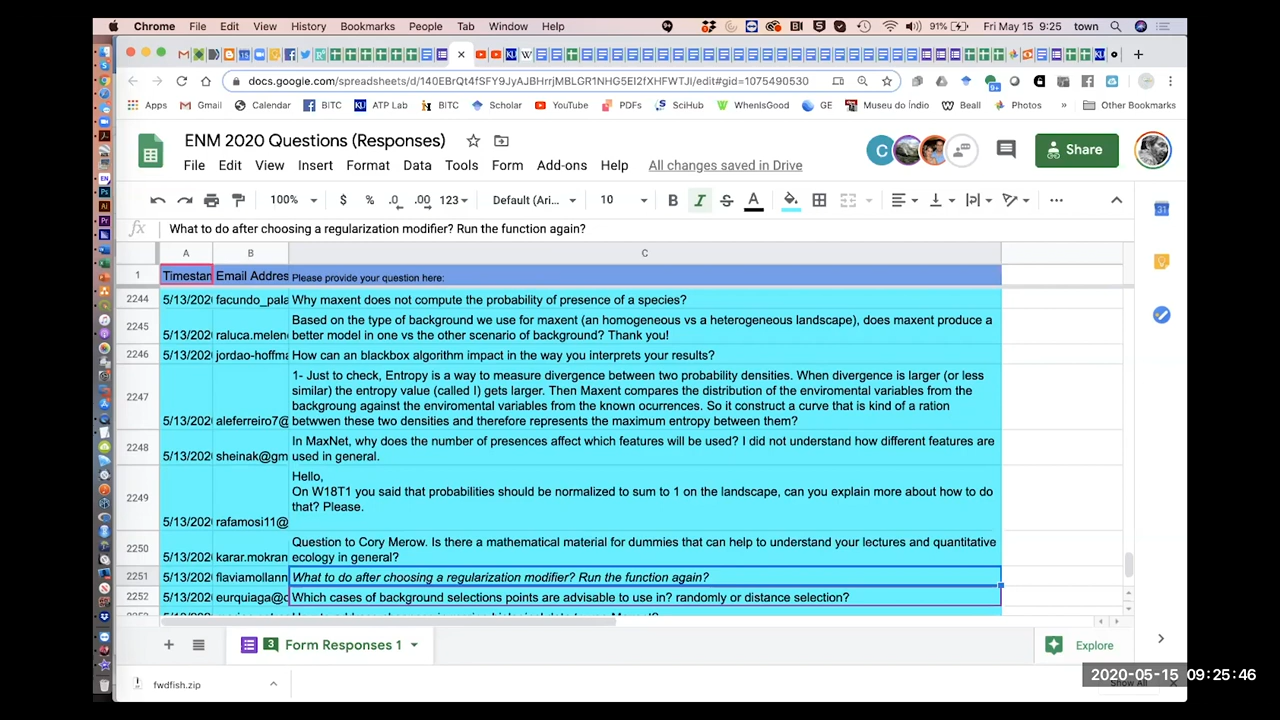 Chrome File Edit View History Bookmarks People Tab Window Help 91% Fri May 15 9:25 town
docs.google.com/spreadsheets/d/140EBrQt4fSFY9JyAJBHrrjMBLGR1NHG5EI2fXHFWTJI/edit#gid=1075490530
Apps Gmail Calendar BITC ATP Lab BITC Scholar YouTube PDFs SciHub WhenIsGood GE Museu do Índio Beall Photos » Other Bookmarks
ENM 2020 Questions (Responses)
File Edit View Insert Format Data Tools Form Add-ons Help All changes saved in Drive
C
Share
100% $ % .0 .00 123 Default (Ari... 10 B I S A
fx What to do after choosing a regularization modifier? Run the function again?
A B C
1 Timestar Email Addres Please provide your question here:
2244 5/13/202 facundo_pala Why maxent does not compute the probability of presence of a species?
Based on the type of background we use for maxent (an homogeneous vs a heterogeneous landscape), does maxent produce a
2245 5/13/202 raluca.melen better model in one vs the other scenario of background? Thank you!
2246 5/13/202 jordao-hoffma How can an blackbox algorithm impact in the way you interprets your results?
1- Just to check, Entropy is a way to measure divergence between two probability densities. When divergence is larger (or less
similar) the entropy value (called I) gets larger. Then Maxent compares the distribution of the enviromental variables from the
2247 backgroung against the enviromental variables from the known ocurrences. So it construct a curve that is kind of a ration
5/13/202 aleferreiro7@ betwwen these two densities and therefore represents the maximum entropy between them?
In MaxNet, why does the number of presences affect which features will be used? I did not understand how different features are
2248 5/13/202 sheinak@gm used in general.
Hello,
2249 On W18T1 you said that probabilities should be normalized to sum to 1 on the landscape, can you explain more about how to do
that? Please.
5/13/202 rafamosi11@
Question to Cory Merow. Is there a mathematical material for dummies that can help to understand your lectures and quantitative
2250 5/13/202 karar.mokran ecology in general?
2251 5/13/202 flaviamollann What to do after choosing a regularization modifier? Run the function again?
2252 5/13/202 eurquiaga@c Which cases of background selections points are advisable to use in? randomly or distance selection?
3 Form Responses 1
Explore
fwdfish.zip
2020-05-15 09:25:46
Show All